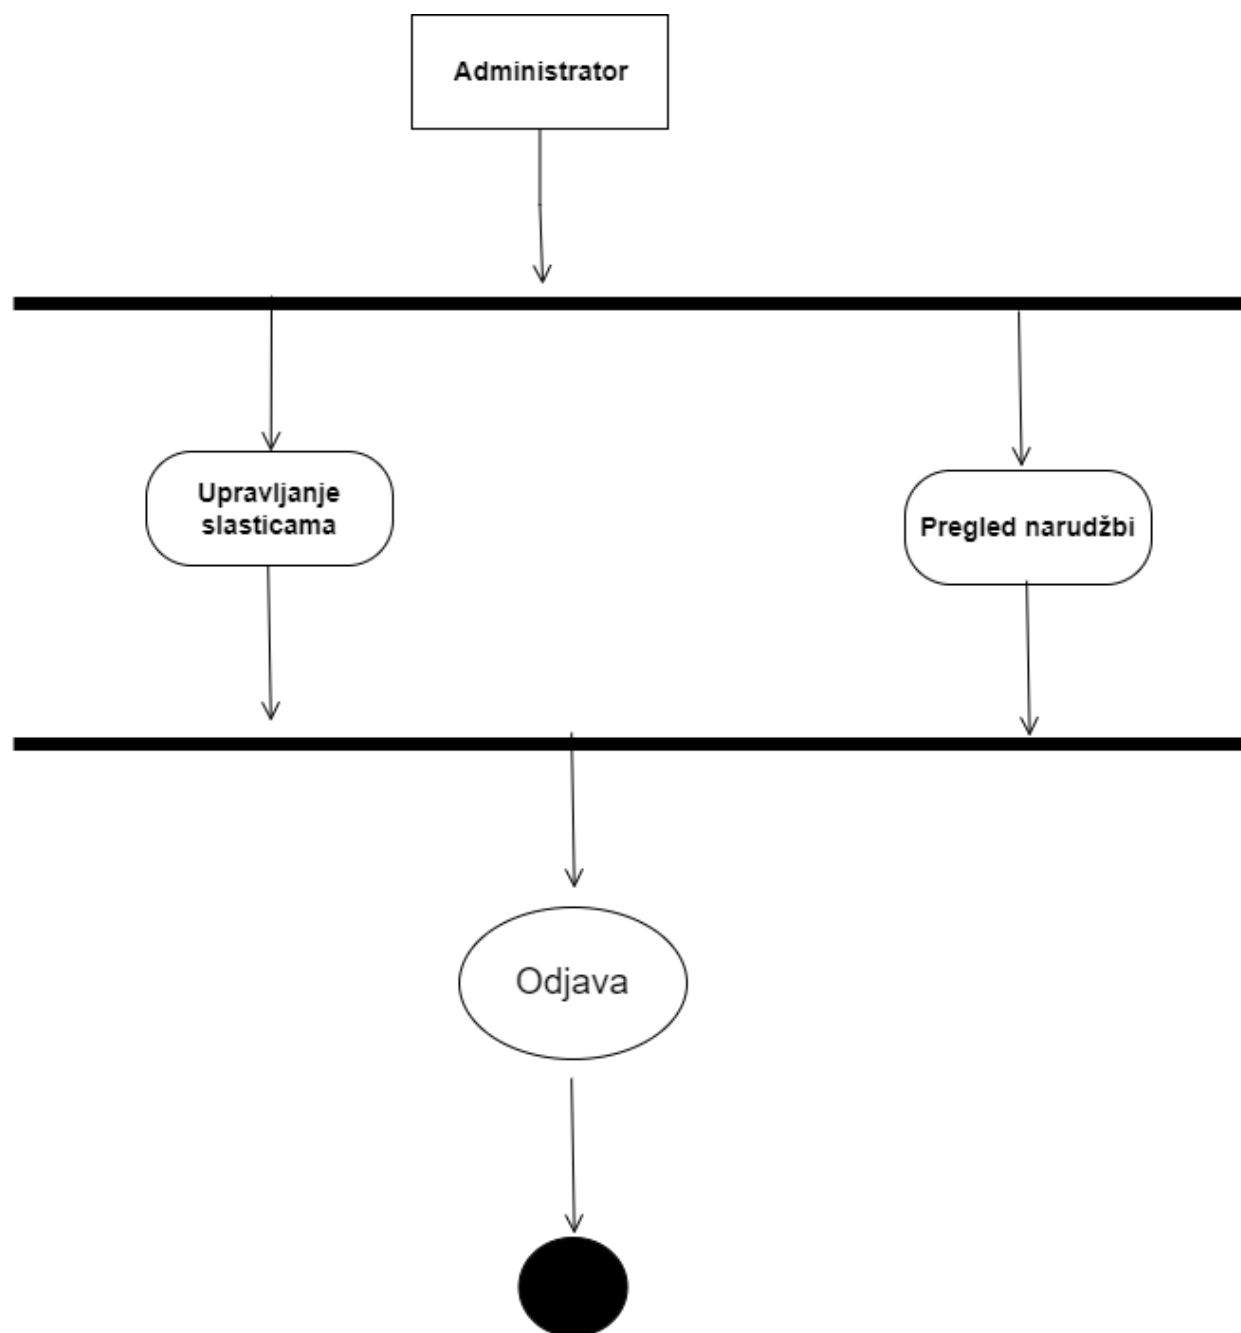 Administrator
Upravljanje
slasticama
Pregled narudžbi
Odjava